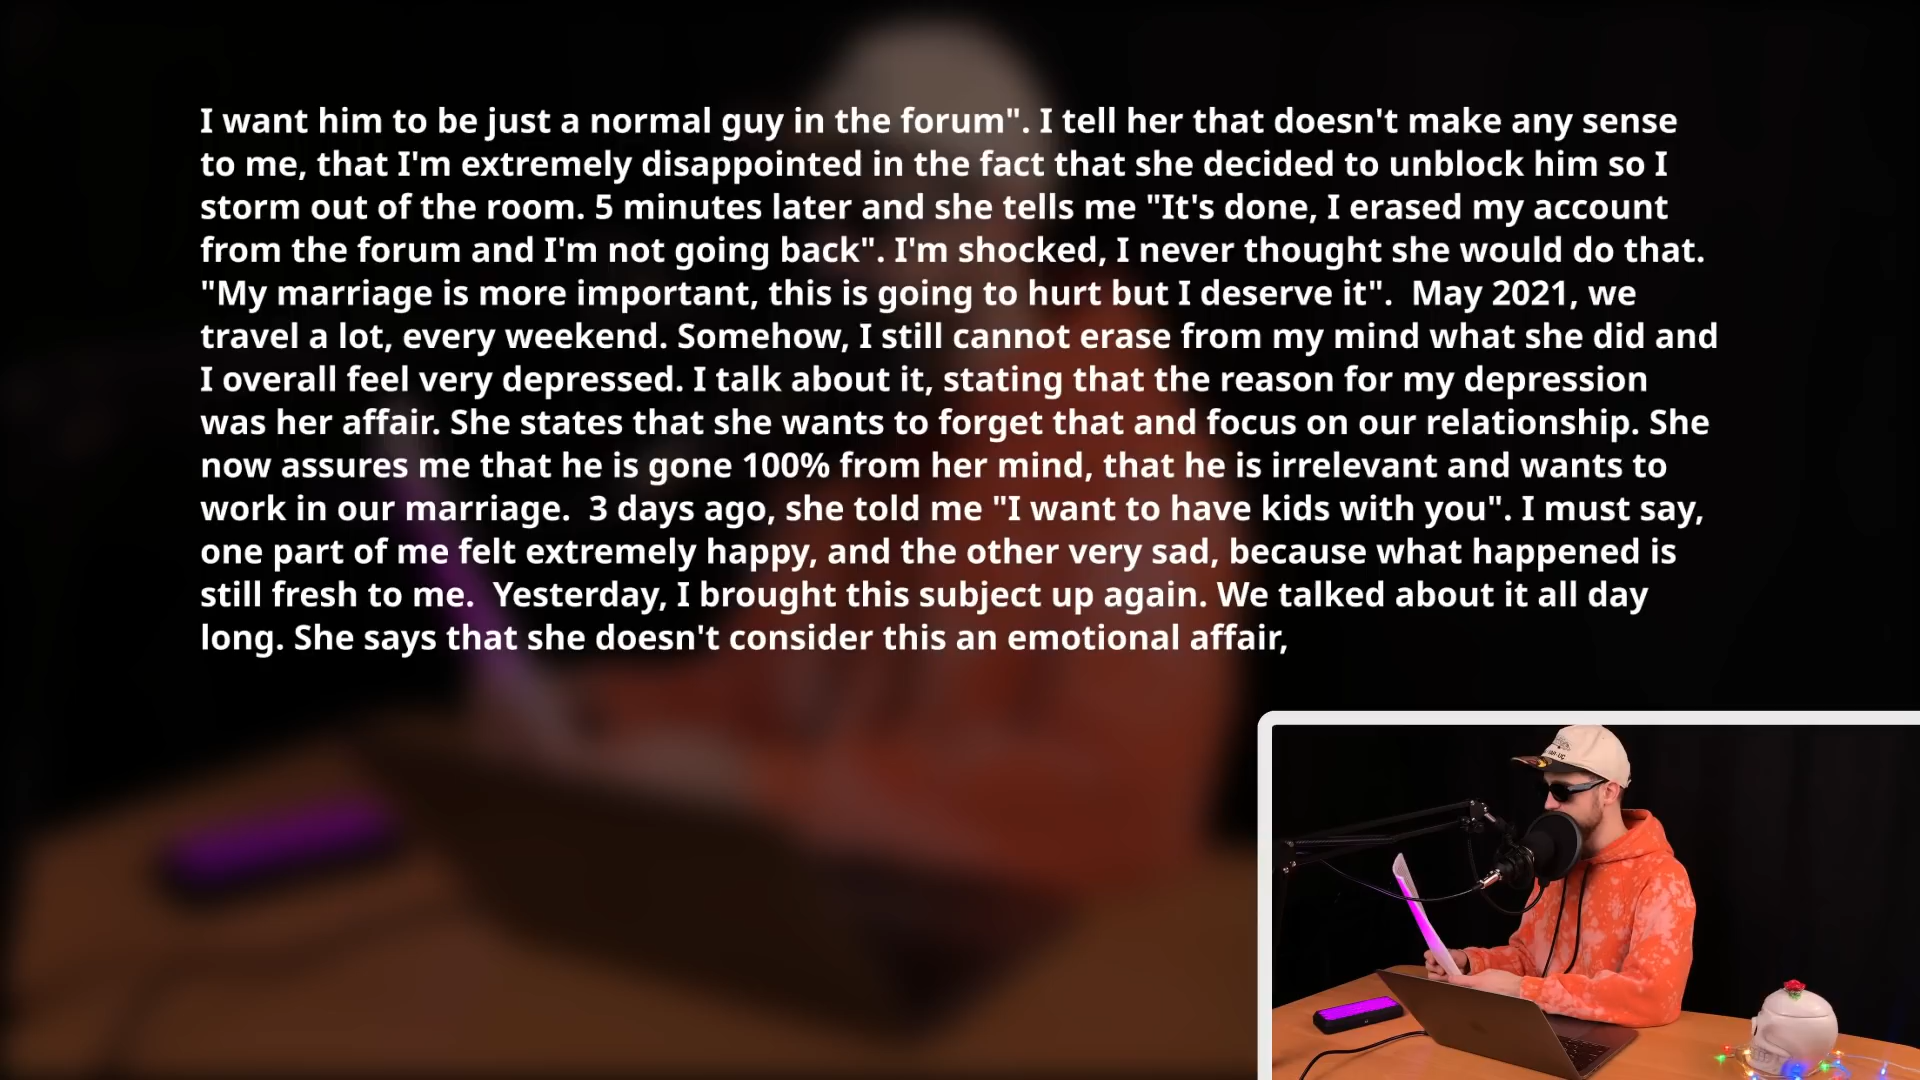 I want him to be just a normal guy in the forum". I tell her that doesn't make any sense
to me, that I'm extremely disappointed in the fact that she decided to unblock him so I
storm out of the room. 5 minutes later and she tells me "It's done, I erased my account
from the forum and I'm not going back". I'm shocked, I never thought she would do that.
"My marriage is more important, this is going to hurt but I deserve it".  May 2021, we
travel a lot, every weekend. Somehow, I still cannot erase from my mind what she did and
I overall feel very depressed. I talk about it, stating that the reason for my depression
was her affair. She states that she wants to forget that and focus on our relationship. She
now assures me that he is gone 100% from her mind, that he is irrelevant and wants to
work in our marriage.  3 days ago, she told me "I want to have kids with you". I must say,
one part of me felt extremely happy, and the other very sad, because what happened is
still fresh to me.  Yesterday, I brought this subject up again. We talked about it all day
long. She says that she doesn't consider this an emotional affair,